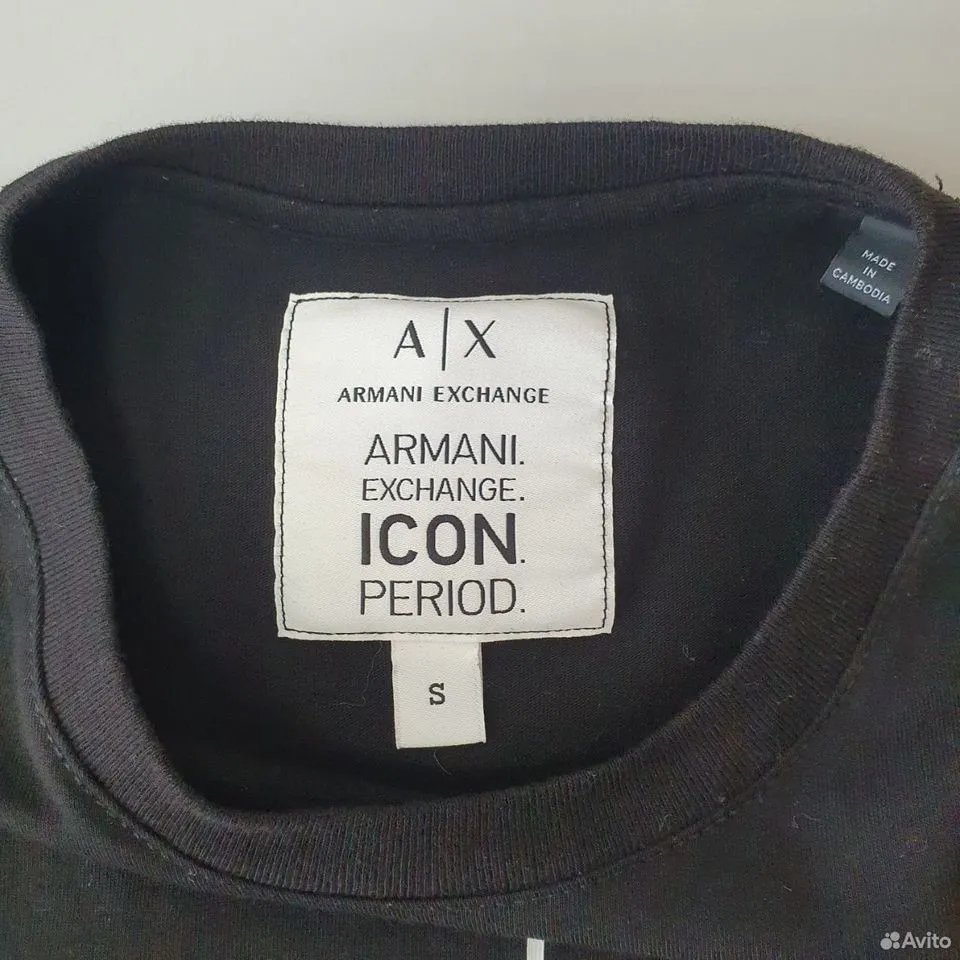 A|X
ARMANI EXCHANGE
ARMANI.
EXCHANGE.
ICON.
PERIOD.
S
MADE
IN
CAMBODIA
Avito